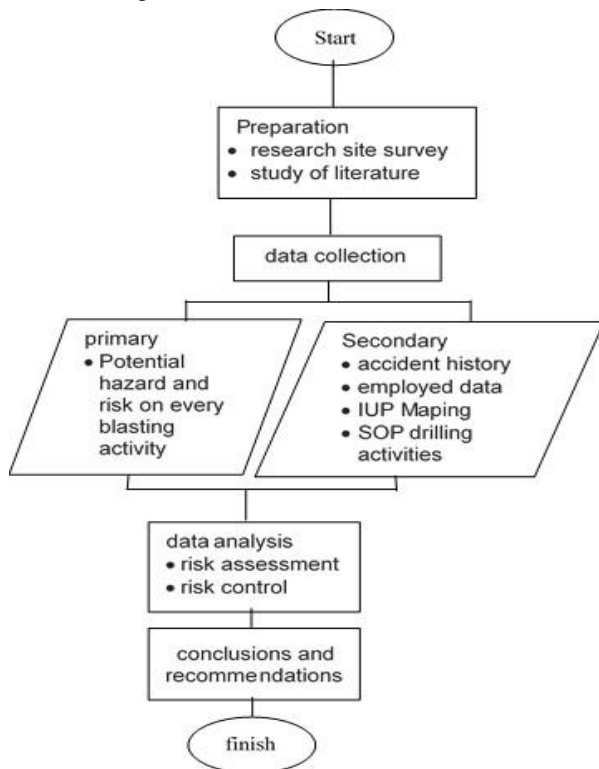 Start
Preparation
• research site survey
• study of literature
data collection
primary
• Potential
hazard and
risk on every
blasting
activity
Secondary
• accident history
• employed data
• IUP Maping
• SOP drilling
activities
data analysis
• risk assessment
• risk control
conclusions and
recommendations
finish